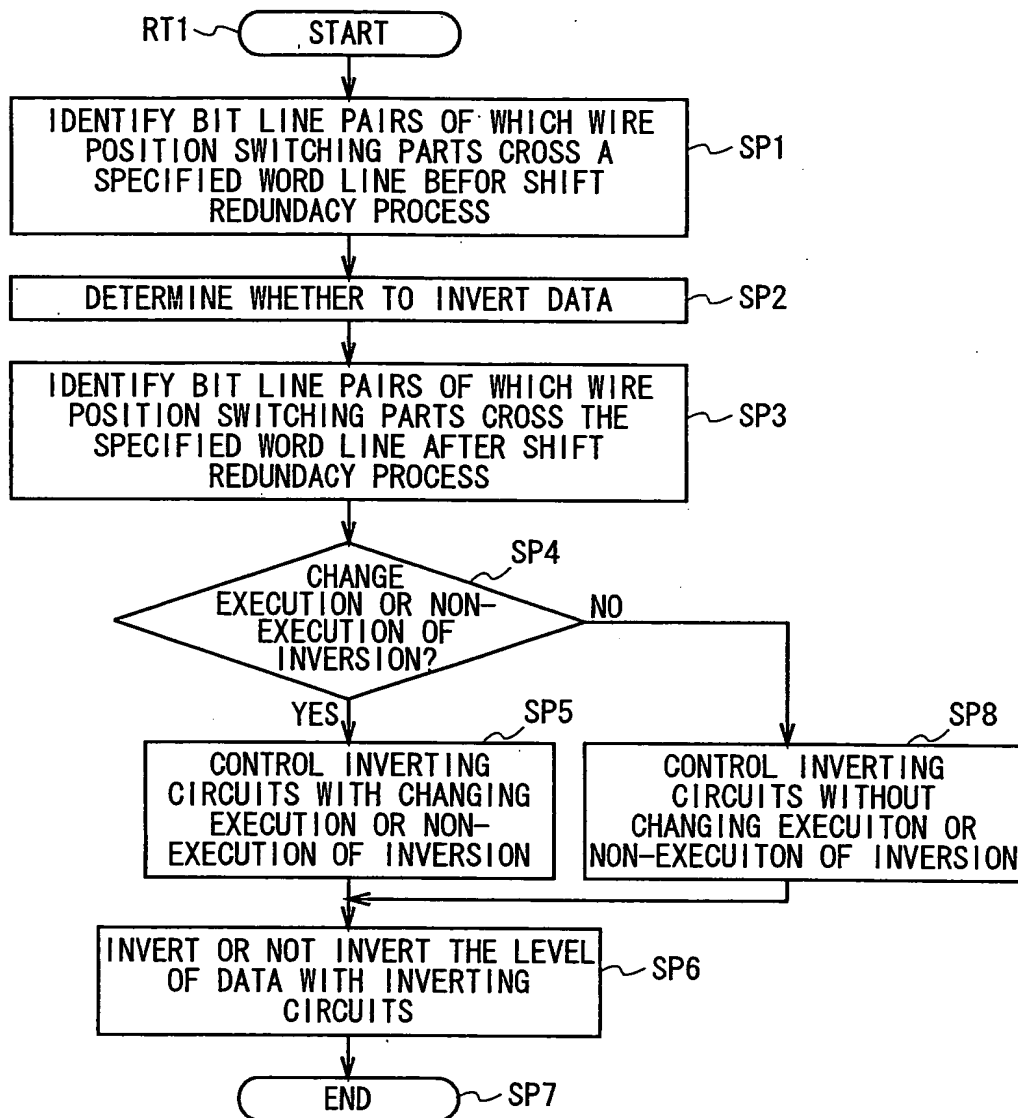 RT1
START
IDENTIFY BIT LINE PAIRS OF WHICH WIRE
POSITION SWITCHING PARTS CROSS A
SPECIFIED WORD LINE BEFOR SHIFT
REDUNDACY PROCESS
SP1
DETERMINE WHETHER TO INVERT DATA
SP2
IDENTIFY BIT LINE PAIRS OF WHICH WIRE
POSITION SWITCHING PARTS CROSS THE
SPECIFIED WORD LINE AFTER SHIFT
REDUNDACY PROCESS
SP3
SP4
CHANGE
EXECUTION OR NON-
EXECUTION OF
INVERSION?
NO
YES
SP5
CONTROL INVERTING
CIRCUITS WITH CHANGING
EXECUTION OR NON-
EXECUTION OF INVERSION
SP8
CONTROL INVERTING
CIRCUITS WITHOUT
CHANGING EXECUITON OR
NON-EXECUITON OF INVERSION
INVERT OR NOT INVERT THE LEVEL
OF DATA WITH INVERTING
CIRCUITS
SP6
END
SP7